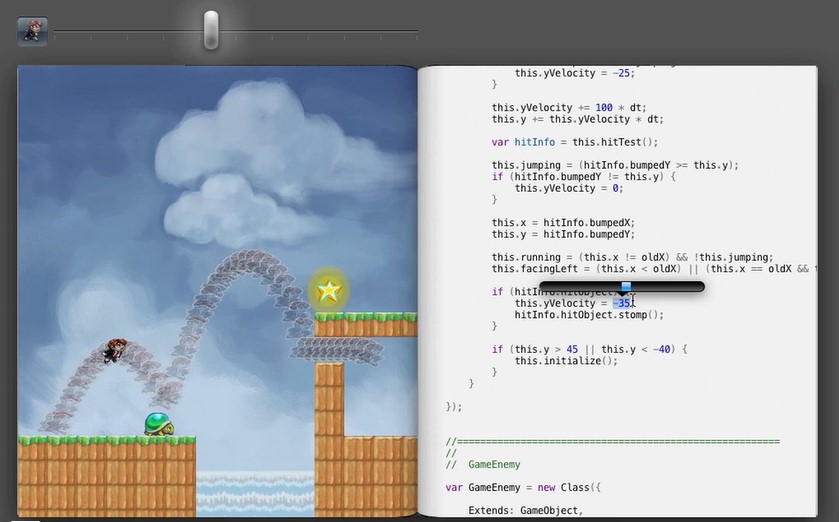 this.yVelocity = -25;
}
this.yVelocity += 100 * dt;
this.y += this.yVelocity * dt;
var hitInfo = this.hitTest();
this.jumping = (hitInfo.bumpedY >= this.y);
if (hitInfo.bumpedY != this.y) {
this.yVelocity = 0;
}
this.x = hitInfo.bumpedX;
this.y = hitInfo.bumpedY;
this.running = (this.x != oldX) && !this.jumping;
this.facingLeft = (this.x < oldX) || (this.x == oldX &&
if
this.yVelocity = -35;
hitInfo.hitObject.stomp();
}
if (this.y > 45 || this.y < -40) {
this.initialize();
}
}
});
//========================================================
//
// GameEnemy
var GameEnemy = new Class({
Extends: GameObject,